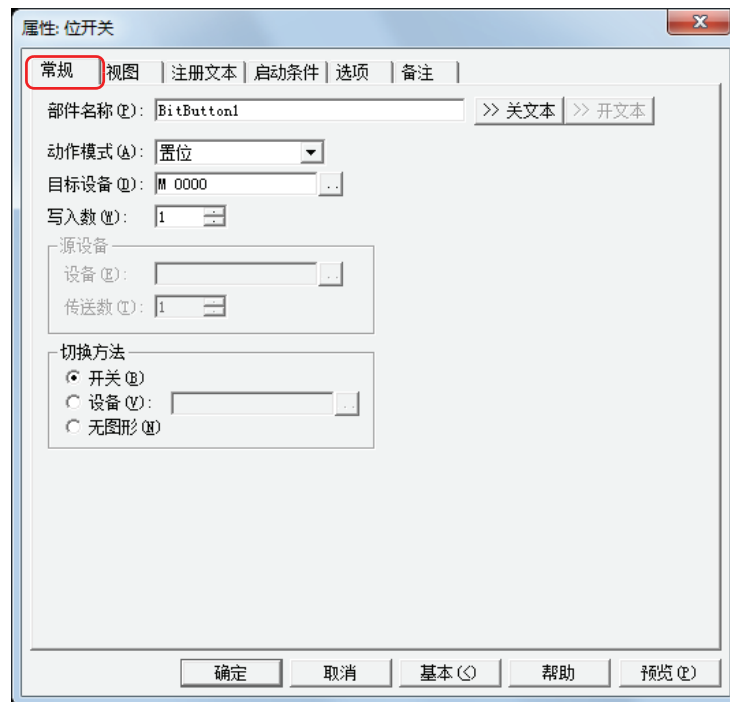 属性: 位开关
x
常规 视图 注册文本 启动条件 选项 备注
部件名称(P): BitButton1 >> 关文本 >> 开文本
动作模式(A): 置位
目标设备(D): M 0000 ..
写入数(W): 1
源设备
设备(E): ..
传送数(T): 1
切换方法
开关(B)
设备(V): ..
无图形(N)
确定 取消 基本(<) 帮助 预览(P)